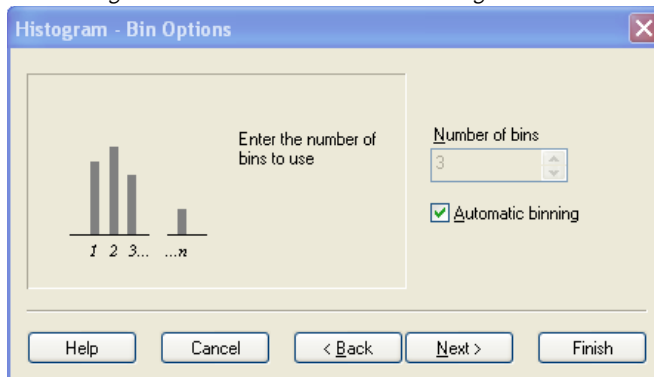 Histogram - Bin Options
Enter the number of
bins to use
1 2 3... ...n
Number of bins
3
Automatic binning
Help Cancel < Back Next > Finish